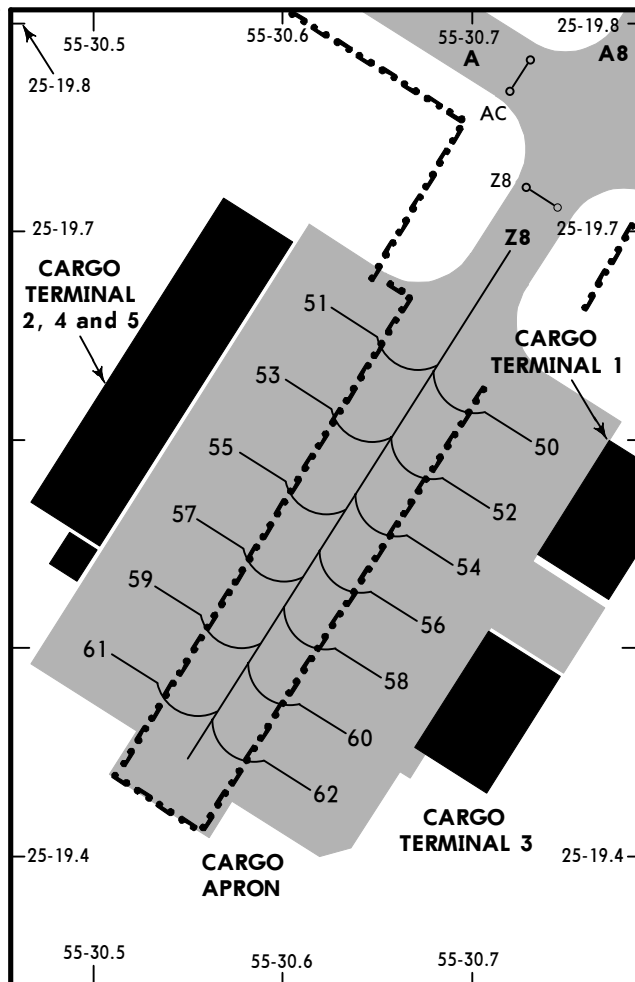 55-30.5
55-30.6
55-30.7
25-19.8
A
A8
25-19.8
AC
Z8
25-19.7
25-19.7
Z8
CARGO
TERMINAL
2, 4 and 5
51
CARGO
TERMINAL 1
53
50
55
52
57
54
59
56
61
58
60
62
CARGO
TERMINAL 3
25-19.4
CARGO
APRON
25-19.4
55-30.5
55-30.6
55-30.7